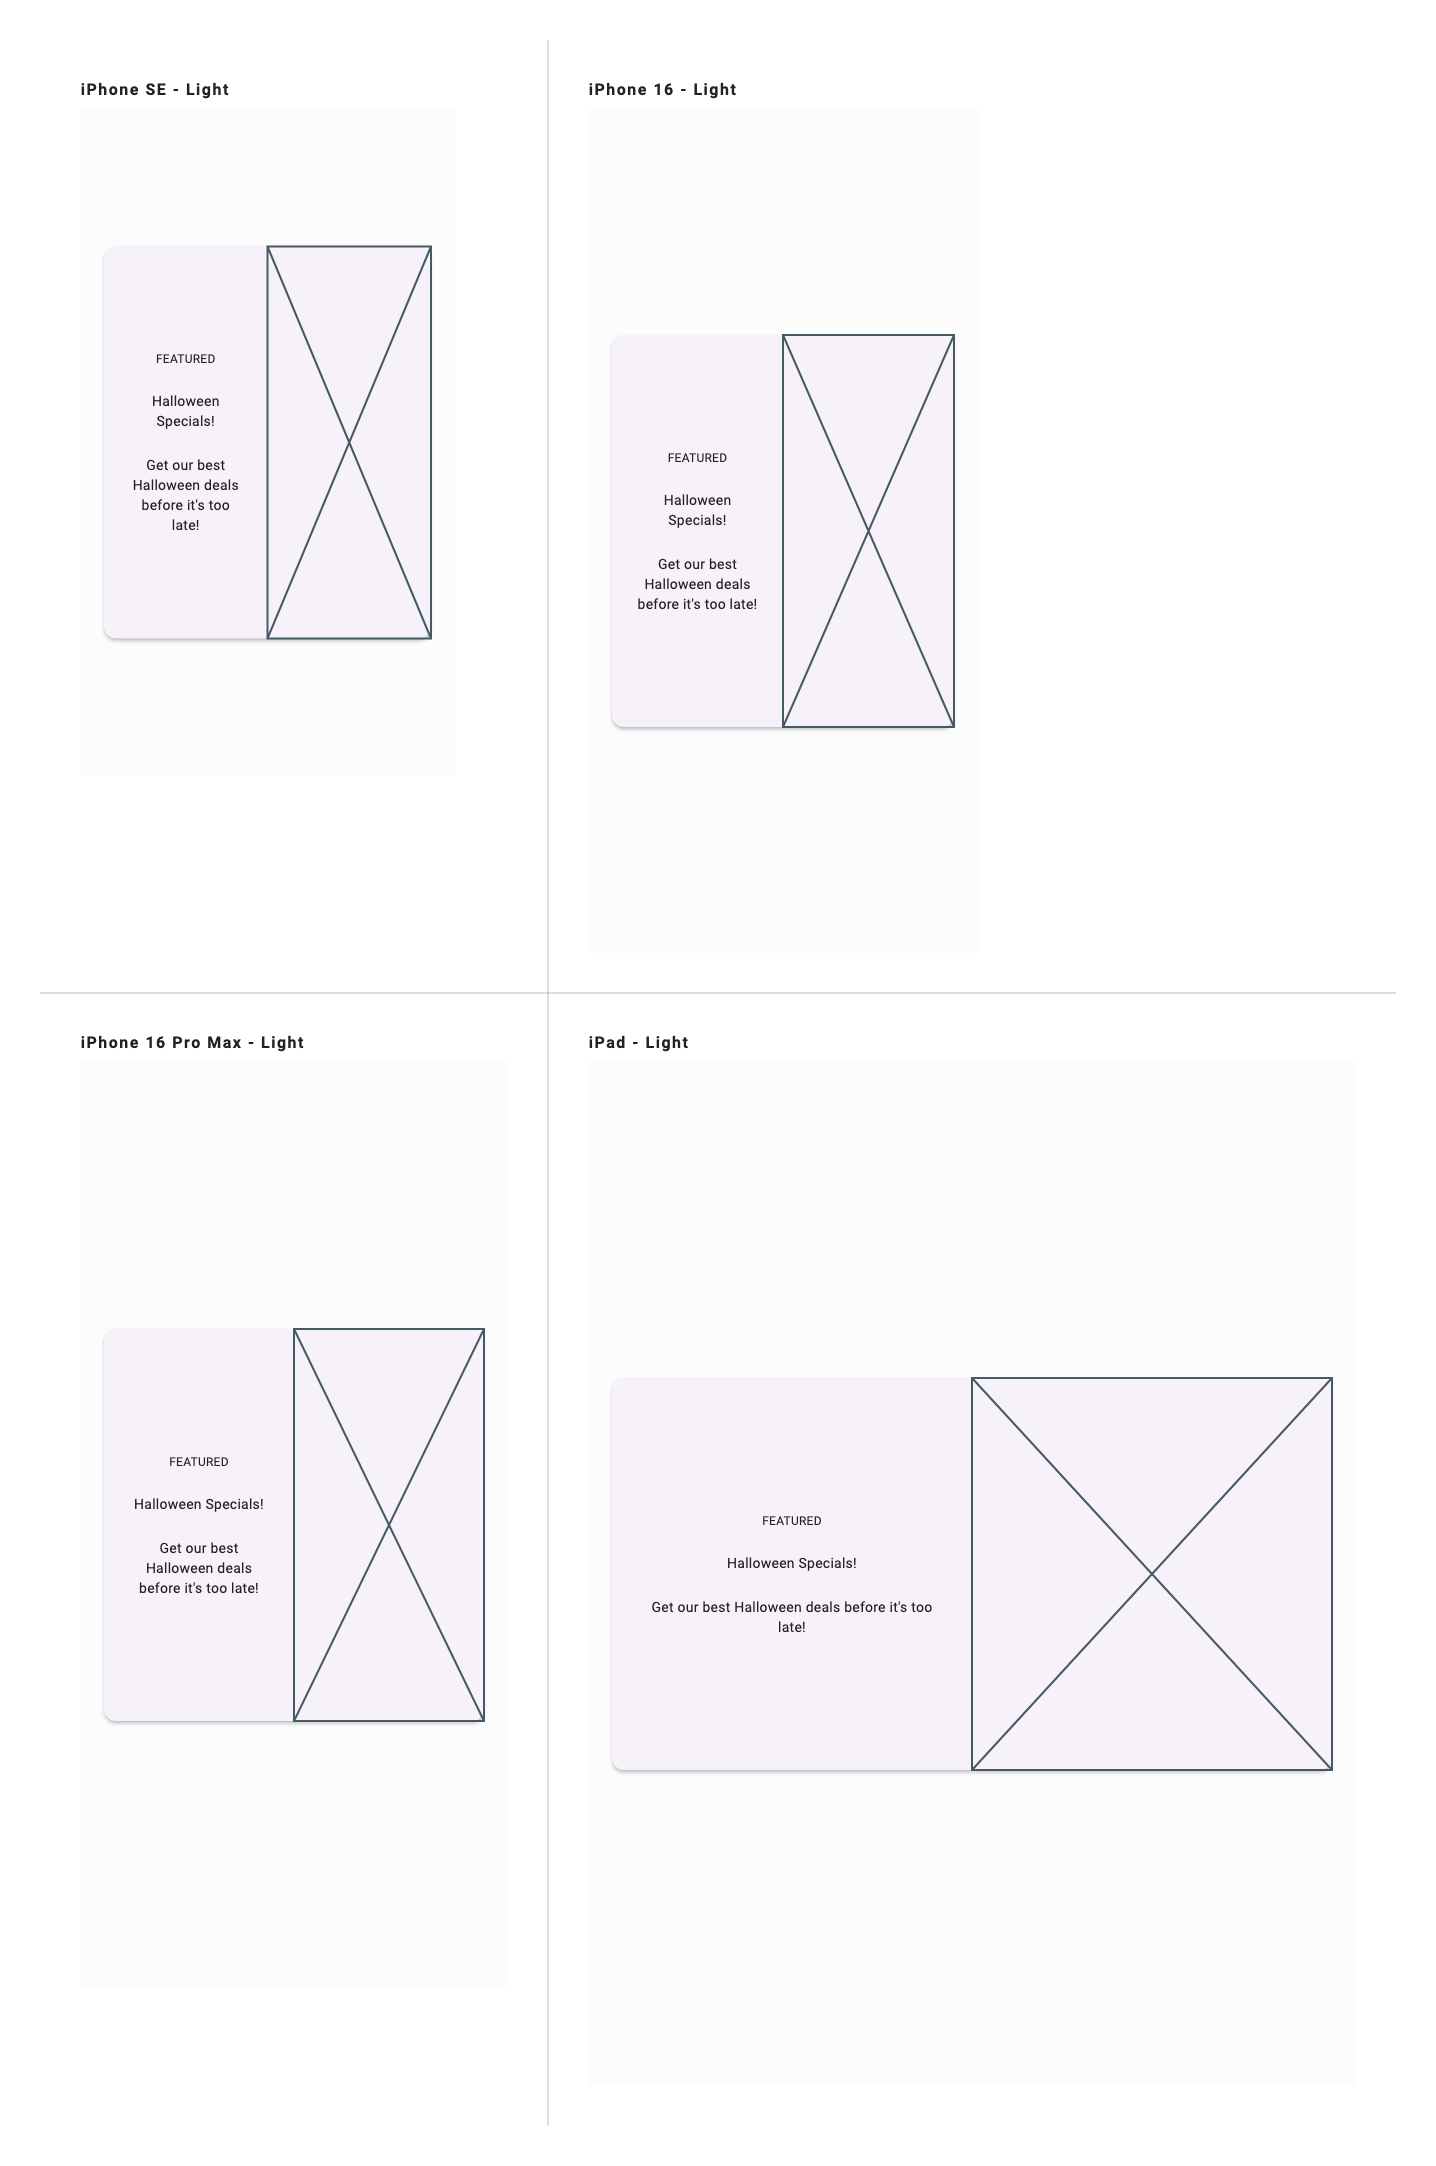 iPhone SE - Light
FEATURED
Halloween
Specials!
Get our best
Halloween deals
before it's too
late!
iPhone 16 - Light
FEATURED
Halloween
Specials!
Get our best
Halloween deals
before it's too late!
iPhone 16 Pro Max - Light
FEATURED
Halloween Specials!
Get our best
Halloween deals
before it's too late!
iPad - Light
FEATURED
Halloween Specials!
Get our best Halloween deals before it's too
late!